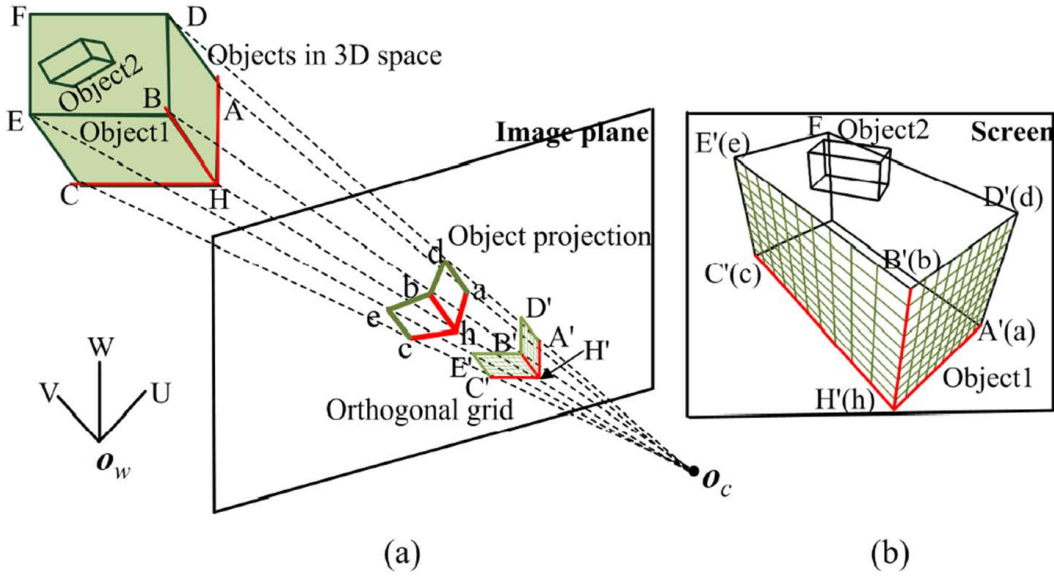 F
D
Objects in 3D space
Object2
B
A
E
Object1
C
H
Image plane
Object projection
d
b
a
e
h
c
D'
B'
A'
E'
H'
C'
Orthogonal grid
W
V
U
o_w
o_c
(a)
F
Object2
Screen
E'(e)
D'(d)
C'(c)
B'(b)
A'(a)
Object1
H'(h)
(b)